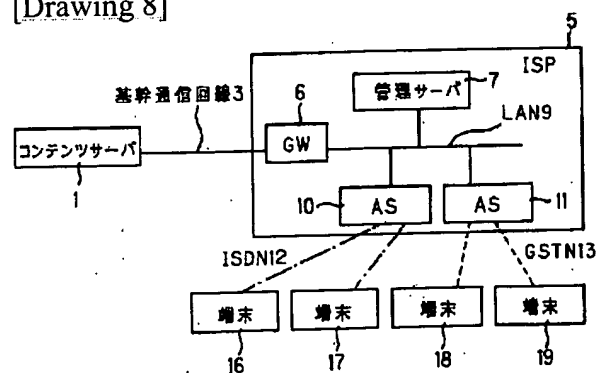 [Drawing 8]
5
ISP
管理サーバ
7
基幹通信回線3
6
GW
LAN9
コンテンツサーバ
1
10
AS
AS
11
ISDN12
GSTN13
端末
端末
端末
端末
16
17
18
19